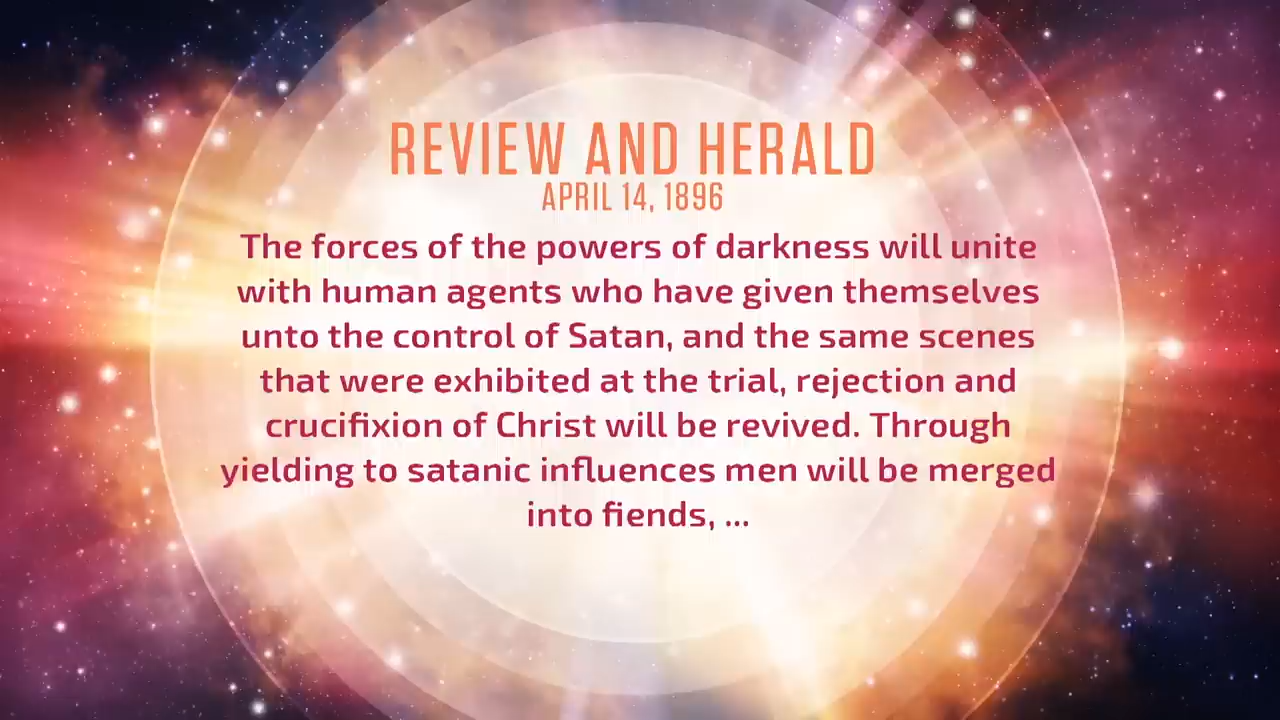 REVIEW AND HERALD
APRIL 14, 1896
The forces of the powers of darkness will unite
with human agents who have given themselves
unto the control of Satan, and the same scenes
that were exhibited at the trial, rejection and
crucifixion of Christ will be revived. Through
yielding to satanic influences men will be merged
into fiends, ...